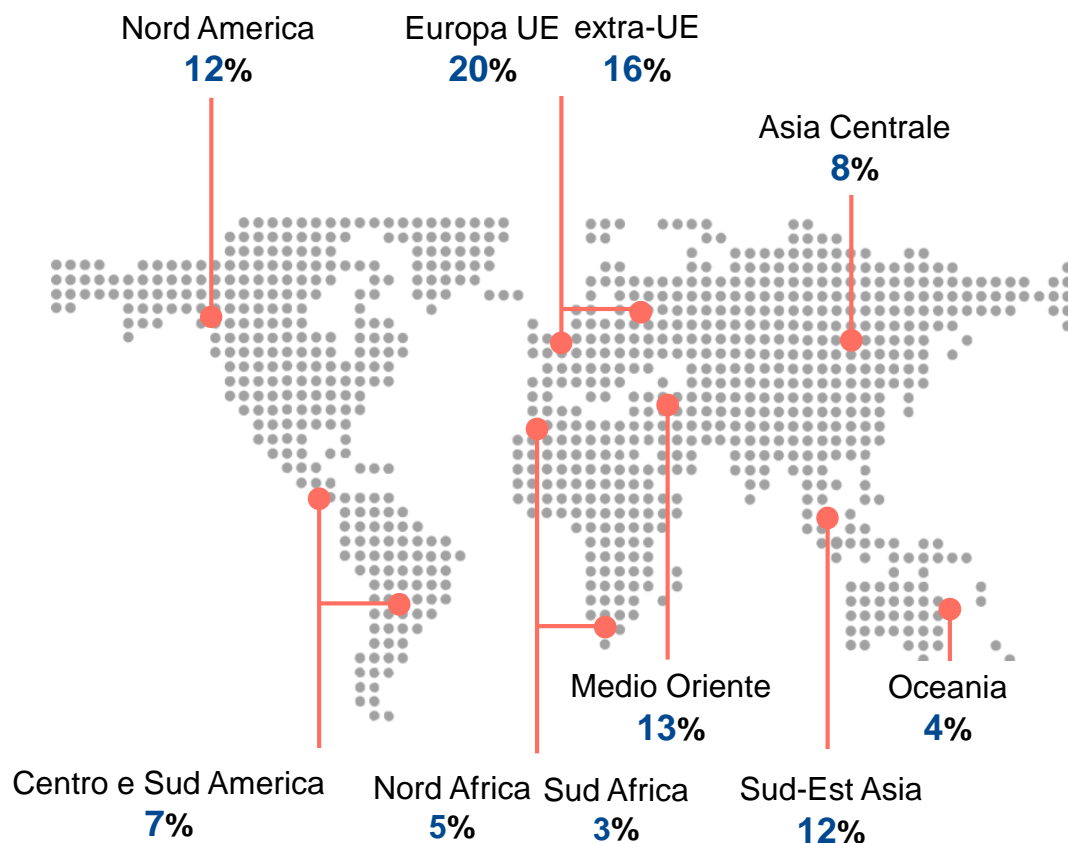 Nord America
12%
Europa UE extra-UE
20% 16%
Asia Centrale
8%
Medio Oriente
13%
Oceania
4%
Centro e Sud America
7%
Nord Africa Sud Africa
5% 3%
Sud-Est Asia
12%